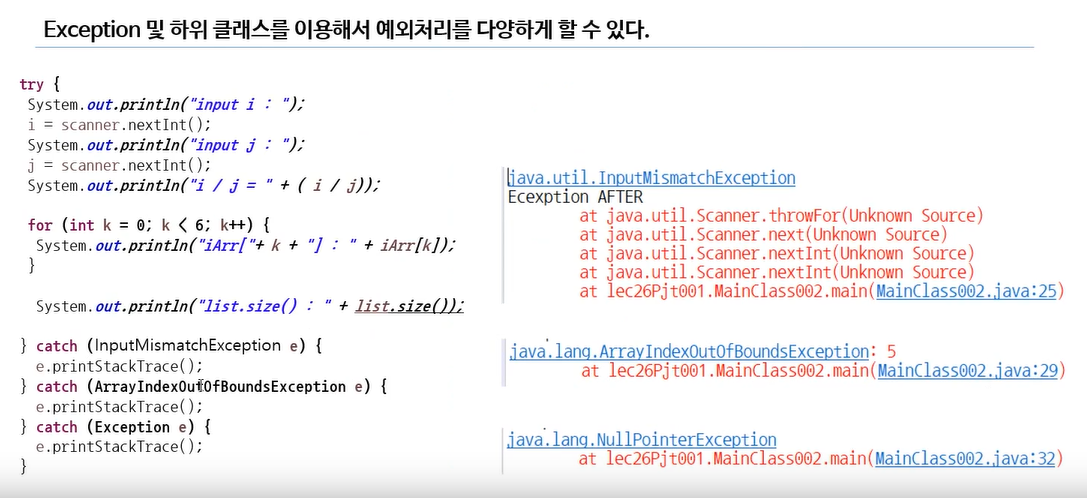 Exception 및 하위 클래스를 이용해서 예외처리를 다양하게 할 수 있다.
try {
System.out.println("input i : ");
i = scanner.nextInt();
System.out.println("input j : ");
j = scanner.nextInt();
System.out.println("i / j = " + ( i / j));
for (int k = 0; k < 6; k++) {
System.out.println("iArr["+ k + "] : " + iArr[k]);
}
System.out.println("list.size() : " + list.size());
} catch (InputMismatchException e) {
e.printStackTrace();
} catch (ArrayIndexOutOfBoundsException e) {
e.printStackTrace();
} catch (Exception e) {
e.printStackTrace();
}
java.util.InputMismatchException
Ecexption AFTER
at java.util.Scanner.throwFor(Unknown Source)
at java.util.Scanner.next(Unknown Source)
at java.util.Scanner.nextInt(Unknown Source)
at java.util.Scanner.nextInt(Unknown Source)
at lec26Pjt001.MainClass002.main(MainClass002.java:25)
java.lang.ArrayIndexOutOfBoundsException: 5
at lec26Pjt001.MainClass002.main(MainClass002.java:29)
java.lang.NullPointerException
at lec26Pjt001.MainClass002.main(MainClass002.java:32)